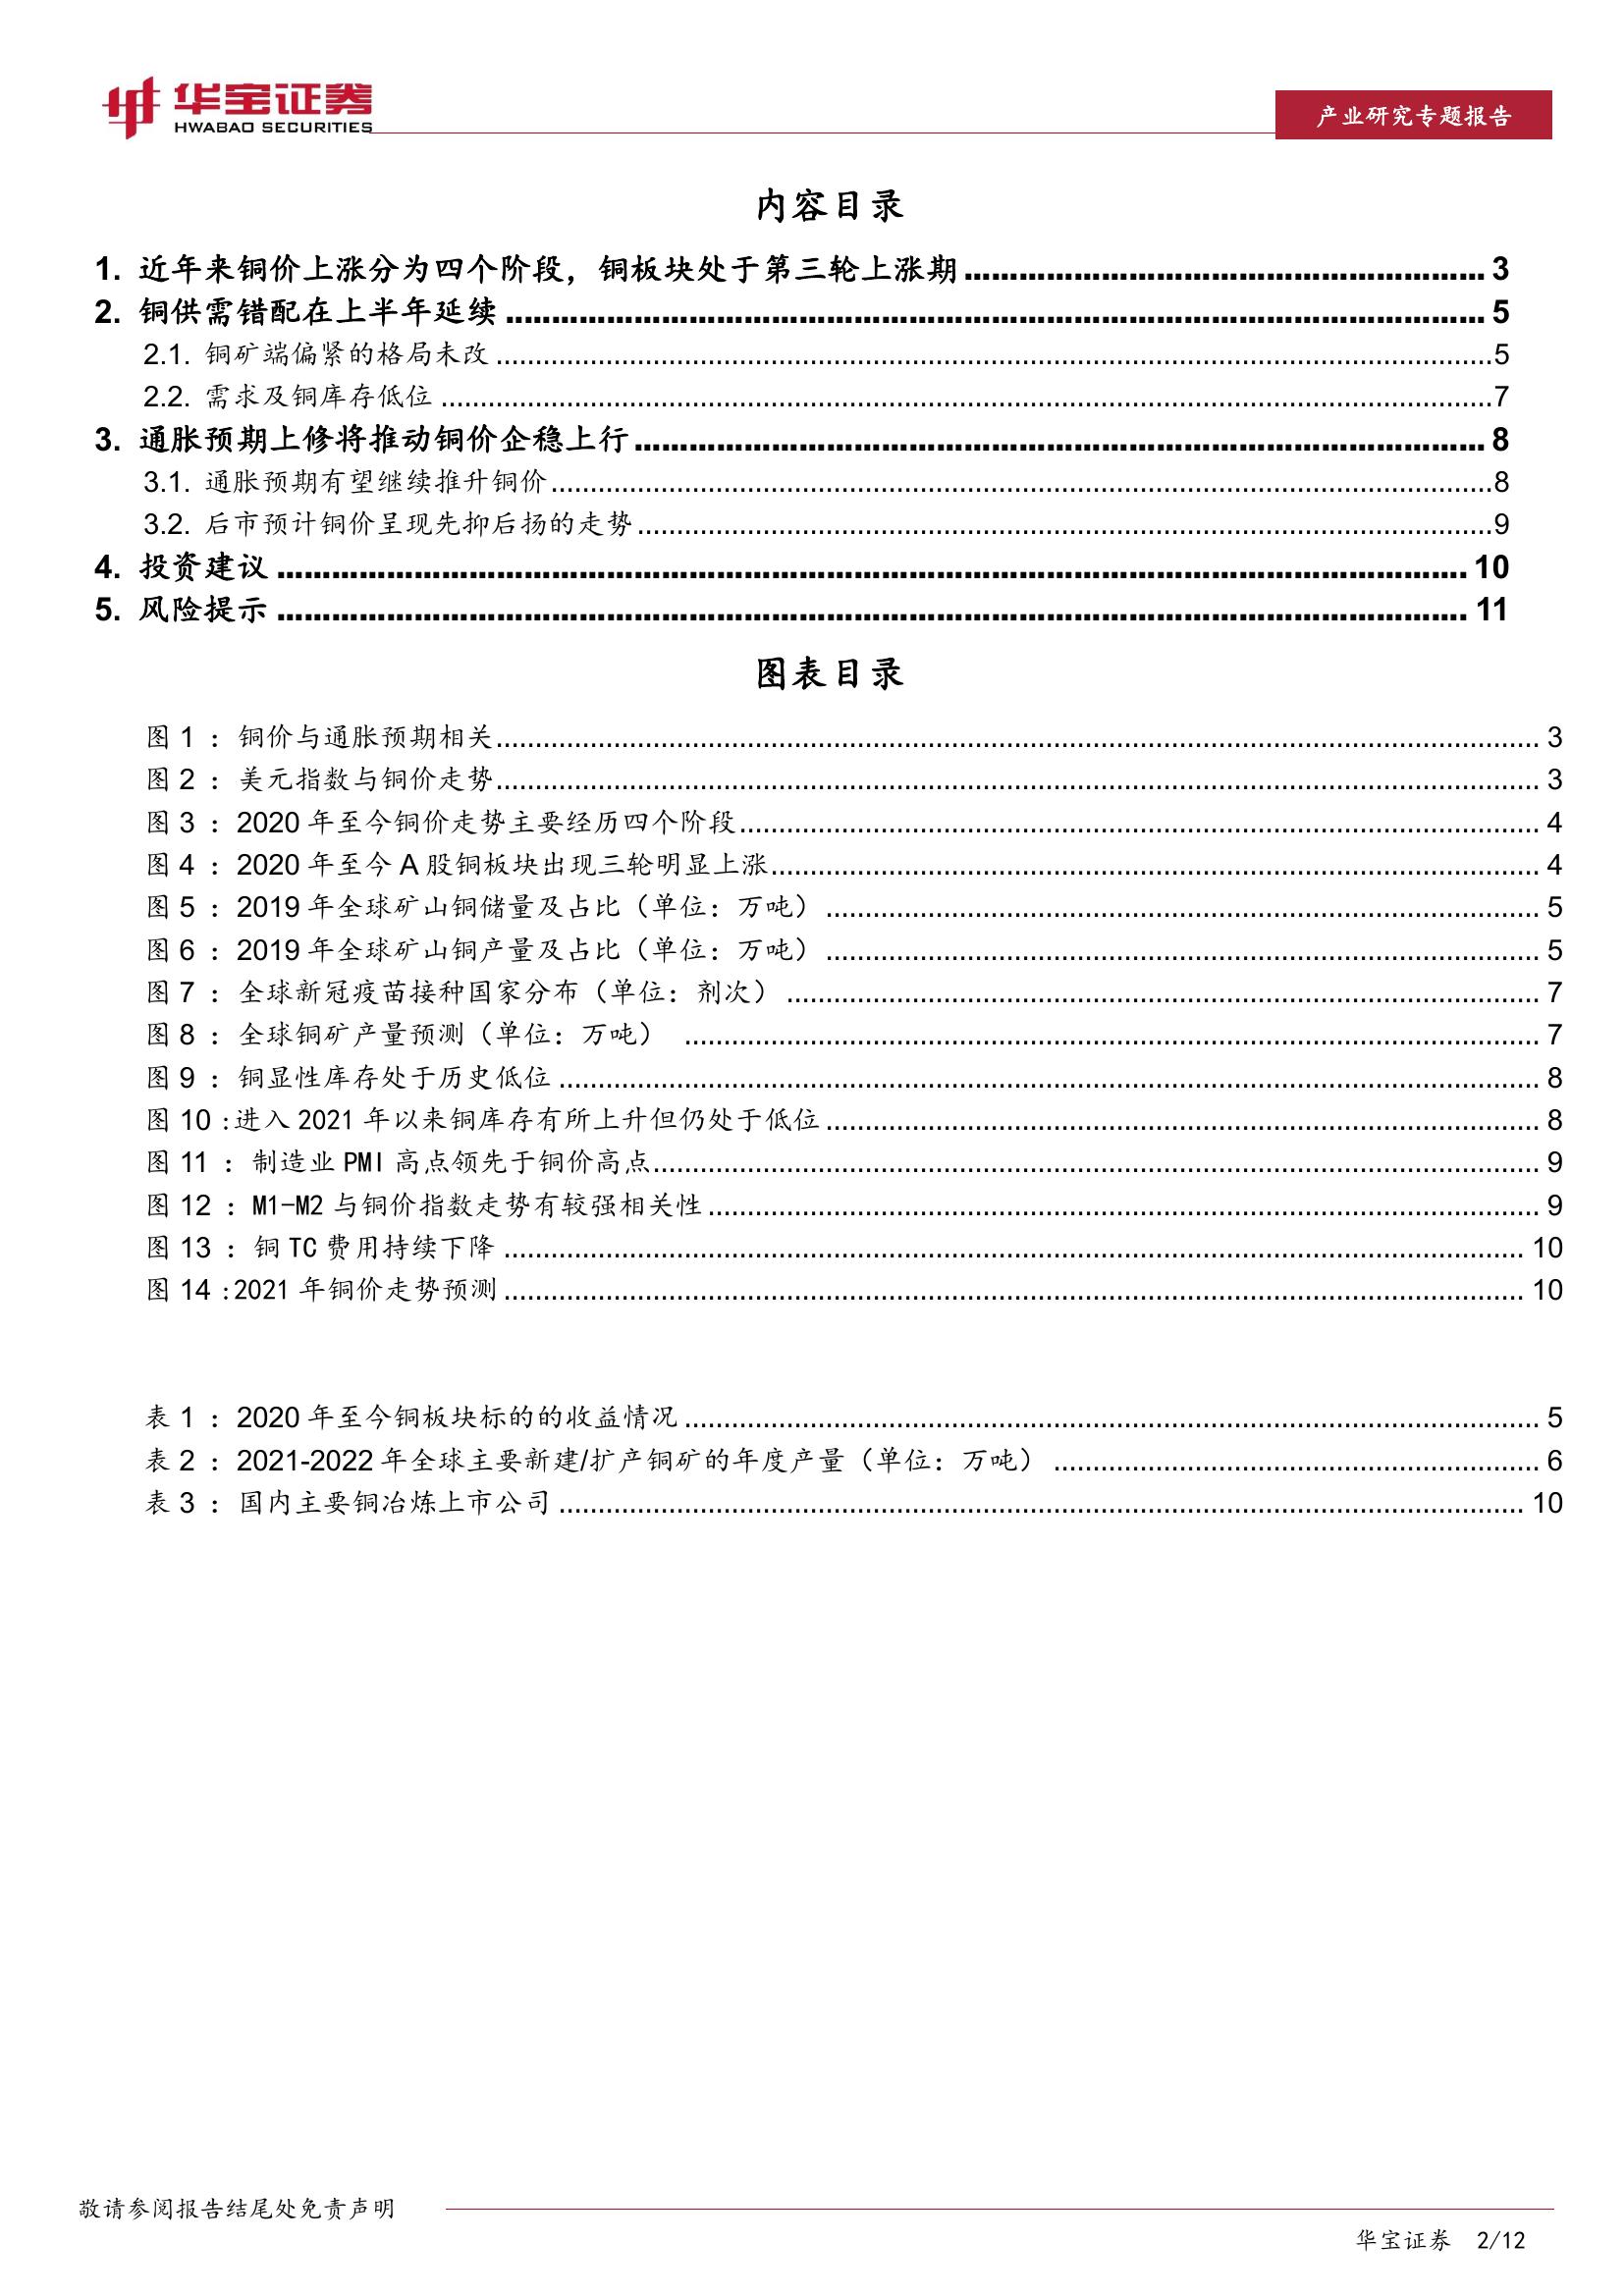 华宝证券
HWABAO SECURITIES
产业研究专题报告
内容目录
1. 近年来铜价上涨分为四个阶段，铜板块处于第三轮上涨期 3
2. 铜供需错配在上半年延续 5
2.1. 铜矿端偏紧的格局未改 5
2.2. 需求及铜库存低位 7
3. 通胀预期上修将推动铜价企稳上行 8
3.1. 通胀预期有望继续推升铜价 8
3.2. 后市预计铜价呈现先抑后扬的走势 9
4. 投资建议 10
5. 风险提示 11
图表目录
图 1 ：铜价与通胀预期相关 3
图 2 ：美元指数与铜价走势 3
图 3 ：2020 年至今铜价走势主要经历四个阶段 4
图 4 ：2020 年至今 A 股铜板块出现三轮明显上涨 4
图 5 ：2019 年全球矿山铜储量及占比（单位：万吨） 5
图 6 ：2019 年全球矿山铜产量及占比（单位：万吨） 5
图 7 ：全球新冠疫苗接种国家分布（单位：剂次） 7
图 8 ：全球铜矿产量预测（单位：万吨） 7
图 9 ：铜显性库存处于历史低位 8
图 10 :进入 2021 年以来铜库存有所上升但仍处于低位 8
图 11 ：制造业 PMI 高点领先于铜价高点 9
图 12 ：M1-M2 与铜价指数走势有较强相关性 9
图 13 ：铜 TC 费用持续下降 10
图 14 :2021 年铜价走势预测 10
表 1 ：2020 年至今铜板块标的的收益情况 5
表 2 ：2021-2022 年全球主要新建/扩产铜矿的年度产量（单位：万吨） 6
表 3 ：国内主要铜冶炼上市公司 10
敬请参阅报告结尾处免责声明
华宝证券 2/12